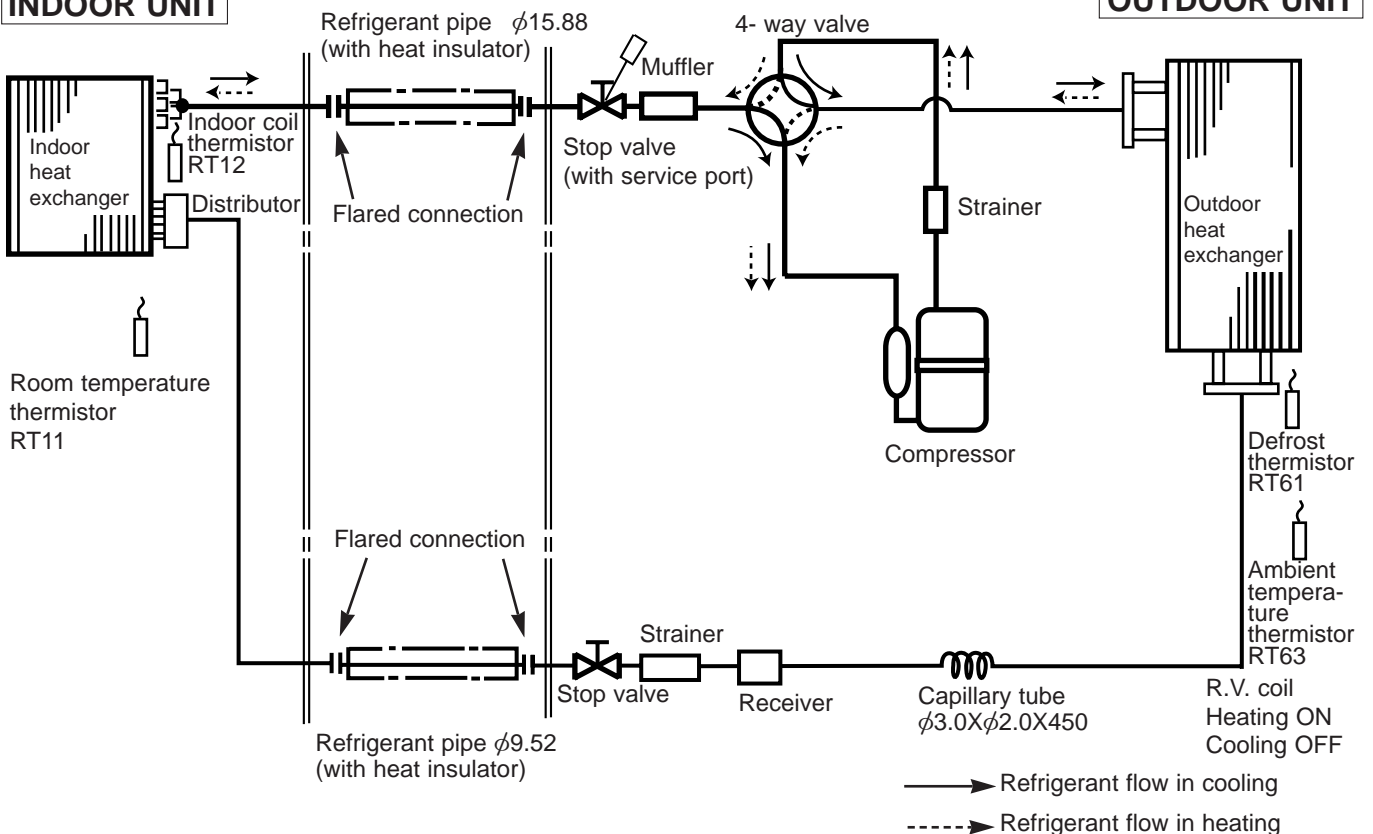 INDOOR UNIT
OUTDOOR UNIT
Refrigerant pipe ϕ15.88
(with heat insulator)
4- way valve
Muffler
Indoor coil
thermistor
RT12
Indoor
heat
exchanger
Distributor
Flared connection
Stop valve
(with service port)
Strainer
Outdoor
heat
exchanger
Room temperature
thermistor
RT11
Compressor
Defrost
thermistor
RT61
Flared connection
Ambient
tempera-
ture
thermistor
RT63
Strainer
Stop valve
Receiver
Capillary tube
ϕ3.0Xϕ2.0X450
R.V. coil
Heating ON
Cooling OFF
Refrigerant pipe ϕ9.52
(with heat insulator)
Refrigerant flow in cooling
Refrigerant flow in heating